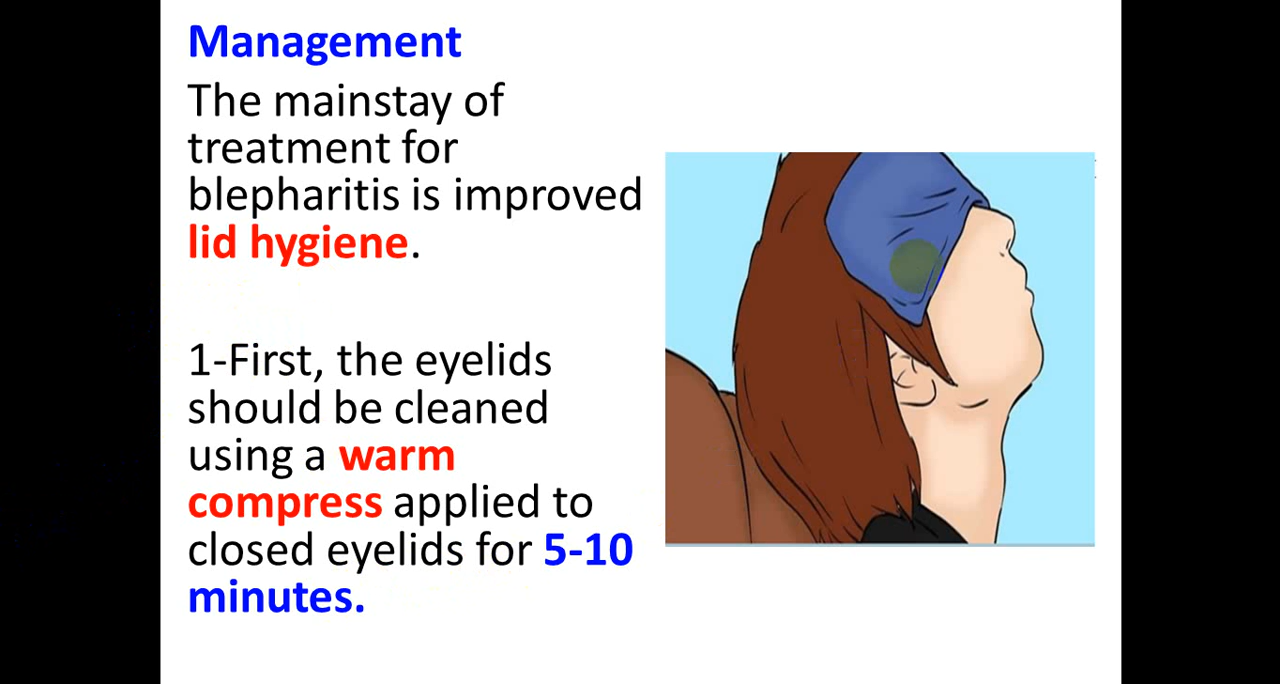 Management
The mainstay of
treatment for
blepharitis is improved
lid hygiene.
1-First, the eyelids
should be cleaned
using a warm
compress applied to
closed eyelids for 5-10
minutes.